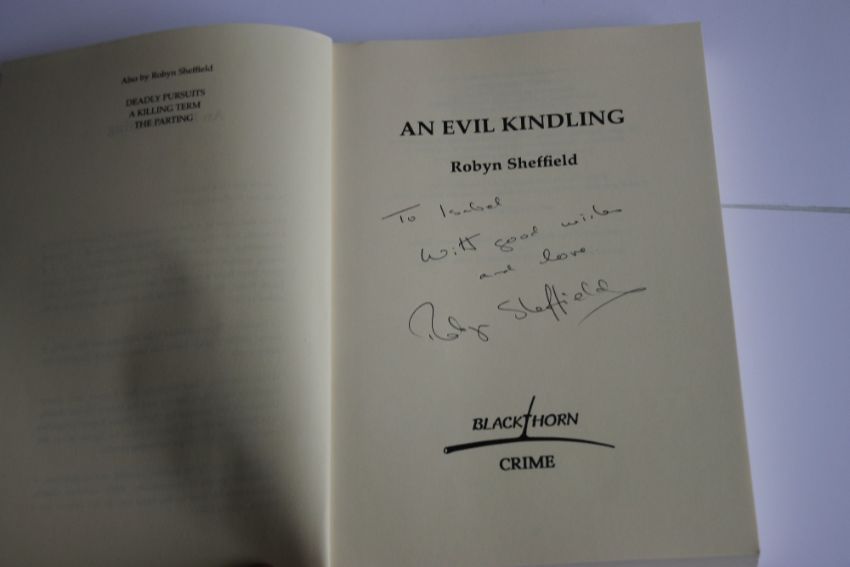 Also by Robyn Sheffield
DEADLY PURSUITS
A KILLING TERM
THE PARTING
AN EVIL KINDLING
Robyn Sheffield
To Isabel
With good wishes
and love
Robyn Sheffield
BLACKTHORN
CRIME